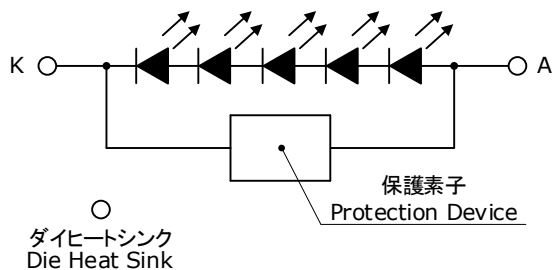 K
A
保護素子
Protection Device
ダイヒートシンク
Die Heat Sink